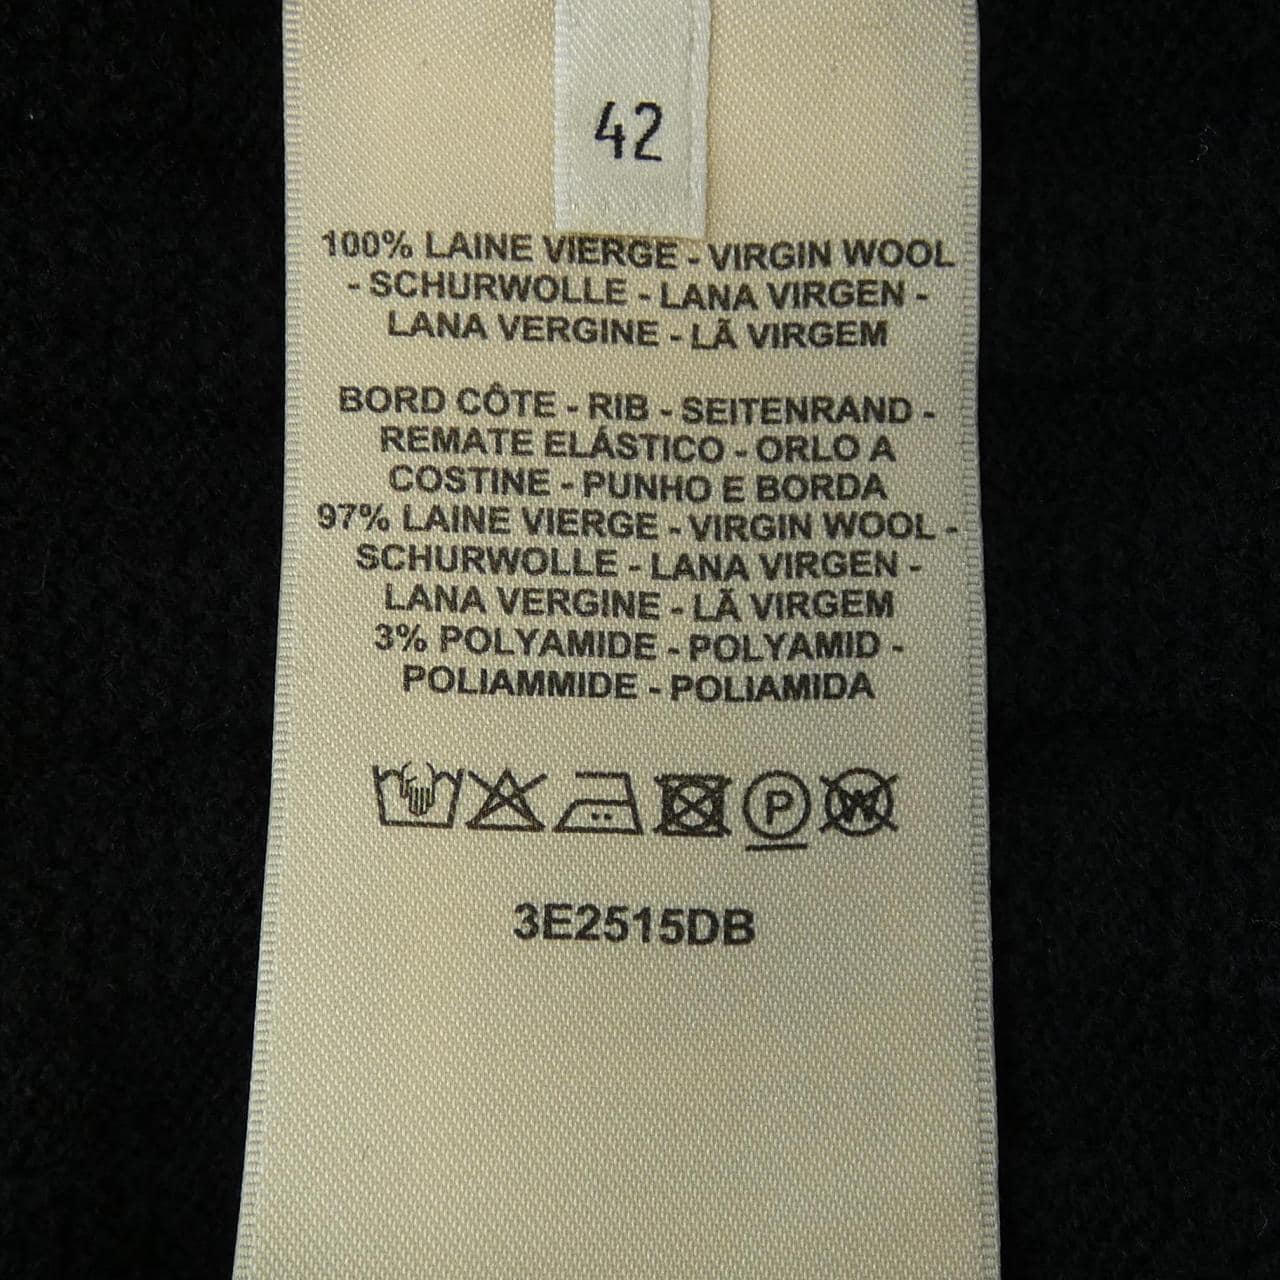 42
100% LAINE VIERGE - VIRGIN WOOL
- SCHURWOLLE - LANA VIRGEN -
LANA VERGINE - LÃ VIRGEM
BORD CÔTE - RIB - SEITENRAND -
REMATE ELÁSTICO - ORLO A
COSTINE - PUNHO E BORDA
97% LAINE VIERGE - VIRGIN WOOL -
SCHURWOLLE - LANA VIRGEN -
LANA VERGINE - LÃ VIRGEM
3% POLYAMIDE - POLYAMID -
POLIAMMIDE - POLIAMIDA
P W
3E2515DB